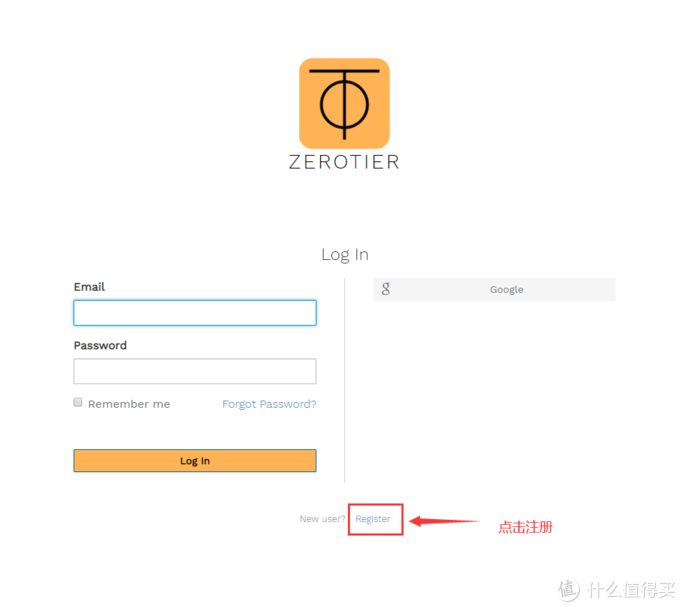 ZEROTIER
Log In
Email
Google
Password
Remember me
Forgot Password?
Log In
New user? Register
点击注册
值 什么值得买